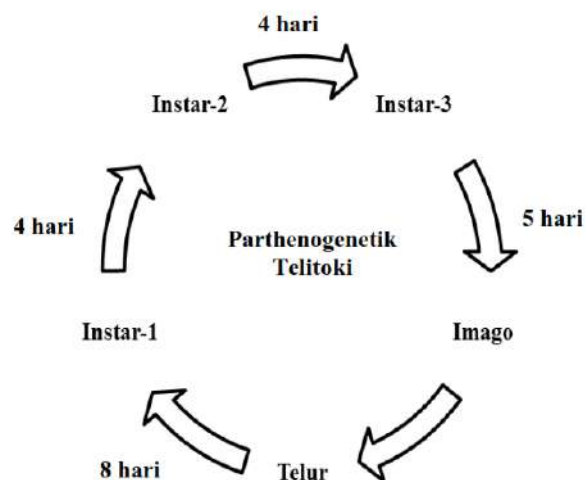 4 hari
Instar-2
Instar-3
4 hari
5 hari
Parthenogenetik
Telitoki
Instar-1
Imago
8 hari
Telur